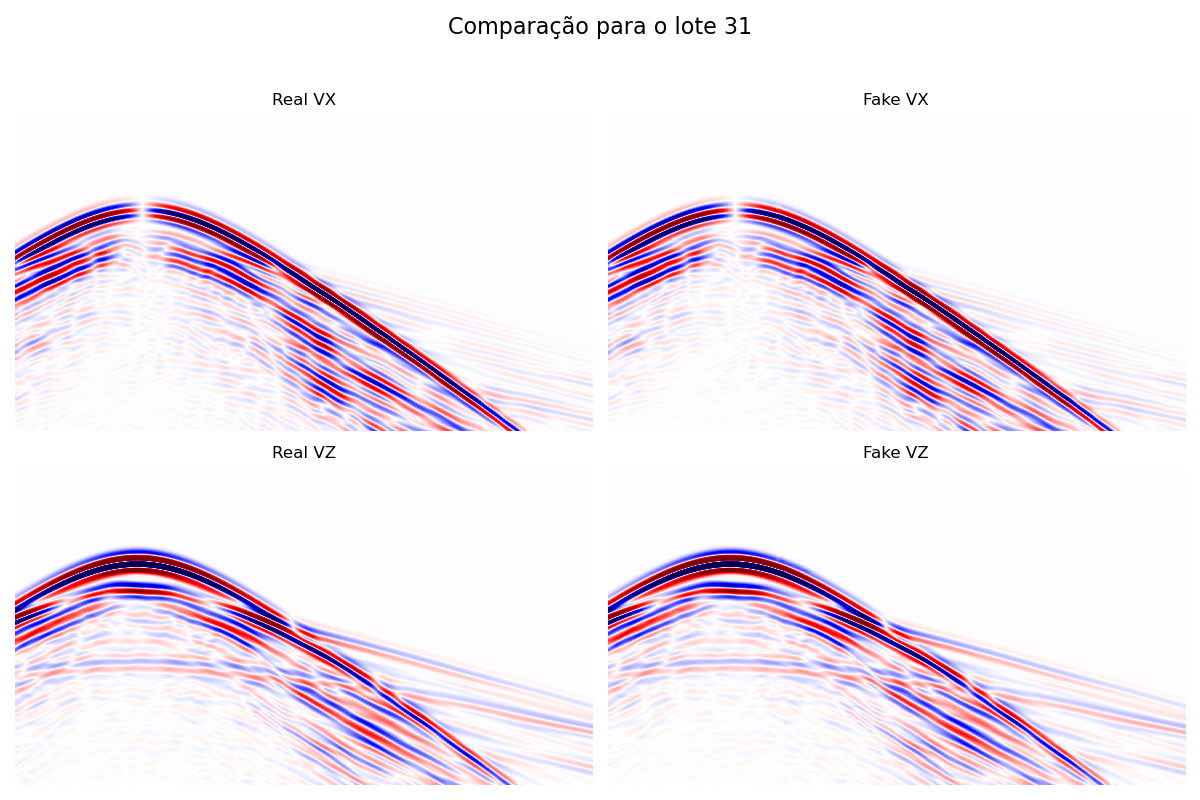 Comparação para o lote 31
Real VX
Fake VX
Real VZ
Fake VZ